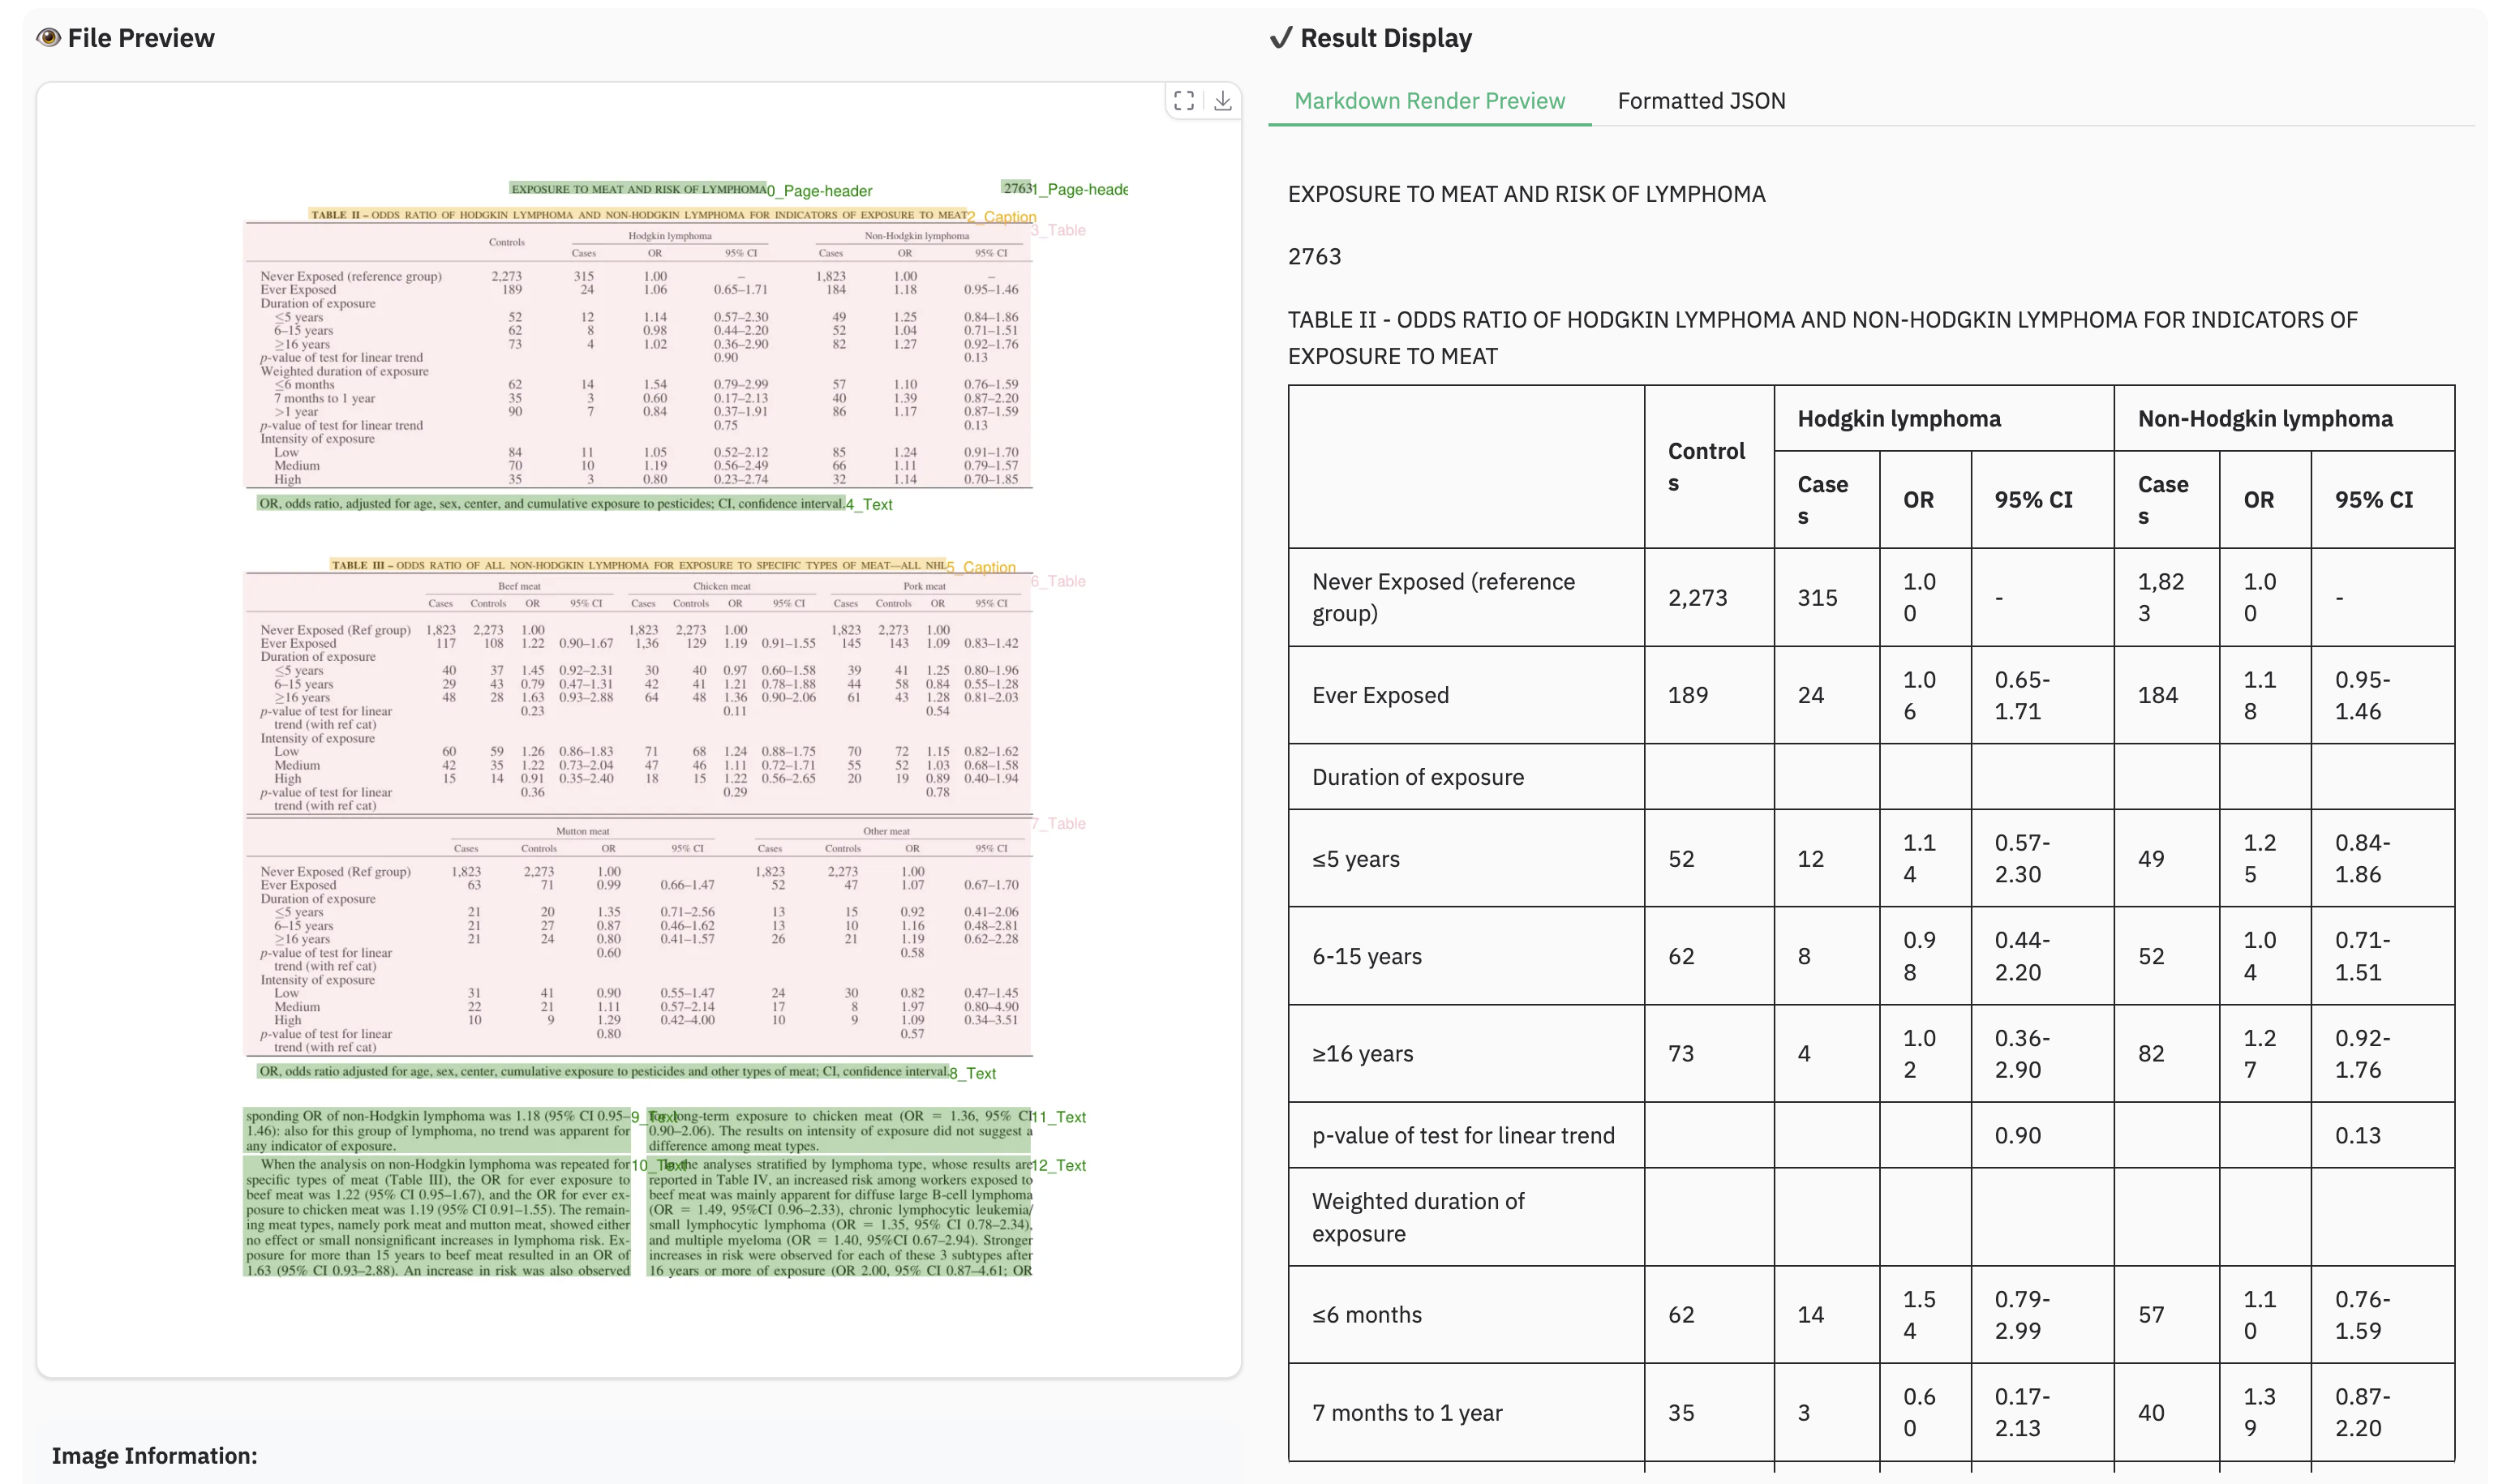 File Preview
EXPOSURE TO MEAT AND RISK OF LYMPHOMA 0_Page-header 2763 1_Page-heade
TABLE II – ODDS RATIO OF HODGKIN LYMPHOMA AND NON-HODGKIN LYMPHOMA FOR INDICATORS OF EXPOSURE TO MEAT 2_Caption
3_Table
Controls Hodgkin lymphoma Non-Hodgkin lymphoma
Cases OR 95% CI Cases OR 95% CI
Never Exposed (reference group) 2,273 315 1.00 – 1,823 1.00 –
Ever Exposed 189 24 1.06 0.65–1.71 184 1.18 0.95–1.46
Duration of exposure
≤5 years 52 12 1.14 0.57–2.30 49 1.25 0.84–1.86
6–15 years 62 8 0.98 0.44–2.20 52 1.04 0.71–1.51
≥16 years 73 4 1.02 0.36–2.90 82 1.27 0.92–1.76
p-value of test for linear trend 0.90 0.13
Weighted duration of exposure
≤6 months 62 14 1.54 0.79–2.99 57 1.10 0.76–1.59
7 months to 1 year 35 3 0.60 0.17–2.13 40 1.39 0.87–2.20
>1 year 90 7 0.84 0.37–1.91 86 1.17 0.87–1.59
p-value of test for linear trend 0.75 0.13
Intensity of exposure
Low 84 11 1.05 0.52–2.12 85 1.24 0.91–1.70
Medium 70 10 1.19 0.56–2.49 66 1.11 0.79–1.57
High 35 3 0.80 0.23–2.74 32 1.14 0.70–1.85
OR, odds ratio, adjusted for age, sex, center, and cumulative exposure to pesticides; CI, confidence interval. 4_Text
TABLE III – ODDS RATIO OF ALL NON-HODGKIN LYMPHOMA FOR EXPOSURE TO SPECIFIC TYPES OF MEAT—ALL NHL 5_Caption
6_Table
Beef meat Chicken meat Pork meat
Cases Controls OR 95% CI Cases Controls OR 95% CI Cases Controls OR 95% CI
Never Exposed (Ref group) 1,823 2,273 1.00 1,823 2,273 1.00 1,823 2,273 1.00
Ever Exposed 117 108 1.22 0.90–1.67 1,36 129 1.19 0.91–1.55 145 143 1.09 0.83–1.42
Duration of exposure
≤5 years 40 37 1.45 0.92–2.31 30 40 0.97 0.60–1.58 39 41 1.25 0.80–1.96
6–15 years 29 43 0.79 0.47–1.31 42 41 1.21 0.78–1.88 44 58 0.84 0.55–1.28
≥16 years 48 28 1.63 0.93–2.88 64 48 1.36 0.90–2.06 61 43 1.28 0.81–2.03
p-value of test for linear 0.23 0.11 0.54
trend (with ref cat)
Intensity of exposure
Low 60 59 1.26 0.86–1.83 71 68 1.24 0.88–1.75 70 72 1.15 0.82–1.62
Medium 42 35 1.22 0.73–2.04 47 46 1.11 0.72–1.71 55 52 1.03 0.68–1.58
High 15 14 0.91 0.35–2.40 18 15 1.22 0.56–2.65 20 19 0.89 0.40–1.94
p-value of test for linear 0.36 0.29 0.78
trend (with ref cat)
7_Table
Mutton meat Other meat
Cases Controls OR 95% CI Cases Controls OR 95% CI
Never Exposed (Ref group) 1,823 2,273 1.00 1,823 2,273 1.00
Ever Exposed 63 71 0.99 0.66–1.47 52 47 1.07 0.67–1.70
Duration of exposure
≤5 years 21 20 1.35 0.71–2.56 13 15 0.92 0.41–2.06
6–15 years 21 27 0.87 0.46–1.62 13 10 1.16 0.48–2.81
≥16 years 21 24 0.80 0.41–1.57 26 21 1.19 0.62–2.28
p-value of test for linear 0.60 0.58
trend (with ref cat)
Intensity of exposure
Low 31 41 0.90 0.55–1.47 24 30 0.82 0.47–1.45
Medium 22 21 1.11 0.57–2.14 17 8 1.97 0.80–4.90
High 10 9 1.29 0.42–4.00 10 9 1.09 0.34–3.51
p-value of test for linear 0.80 0.57
trend (with ref cat)
OR, odds ratio adjusted for age, sex, center, cumulative exposure to pesticides and other types of meat; CI, confidence interval. 8_Text
sponding OR of non-Hodgkin lymphoma was 1.18 (95% CI 0.95– 9_Text
1.46): also for this group of lymphoma, no trend was apparent for
any indicator of exposure.
When the analysis on non-Hodgkin lymphoma was repeated for 10_Text
specific types of meat (Table III), the OR for ever exposure to
beef meat was 1.22 (95% CI 0.95–1.67), and the OR for ever ex-
posure to chicken meat was 1.19 (95% CI 0.91–1.55). The remain-
ing meat types, namely pork meat and mutton meat, showed either
no effect or small nonsignificant increases in lymphoma risk. Ex-
posure for more than 15 years to beef meat resulted in an OR of
1.63 (95% CI 0.93–2.88). An increase in risk was also observed
for long-term exposure to chicken meat (OR = 1.36, 95% CI 11_Text
0.90–2.06). The results on intensity of exposure did not suggest a
difference among meat types.
In the analyses stratified by lymphoma type, whose results are 12_Text
reported in Table IV, an increased risk among workers exposed to
beef meat was mainly apparent for diffuse large B-cell lymphoma
(OR = 1.49, 95%CI 0.96–2.33), chronic lymphocytic leukemia/
small lymphocytic lymphoma (OR = 1.35, 95% CI 0.78–2.34),
and multiple myeloma (OR = 1.40, 95%CI 0.67–2.94). Stronger
increases in risk were observed for each of these 3 subtypes after
16 years or more of exposure (OR 2.00, 95% CI 0.87–4.61; OR
Image Information:
Result Display
Markdown Render Preview Formatted JSON
EXPOSURE TO MEAT AND RISK OF LYMPHOMA
2763
TABLE II - ODDS RATIO OF HODGKIN LYMPHOMA AND NON-HODGKIN LYMPHOMA FOR INDICATORS OF
EXPOSURE TO MEAT
Controls Hodgkin lymphoma Non-Hodgkin lymphoma
Cases OR 95% CI Cases OR 95% CI
Never Exposed (reference group) 2,273 315 1.00 - 1,823 1.00 -
Ever Exposed 189 24 1.06 0.65-1.71 184 1.18 0.95-1.46
Duration of exposure
≤5 years 52 12 1.14 0.57-2.30 49 1.25 0.84-1.86
6-15 years 62 8 0.98 0.44-2.20 52 1.04 0.71-1.51
≥16 years 73 4 1.02 0.36-2.90 82 1.27 0.92-1.76
p-value of test for linear trend 0.90 0.13
Weighted duration of exposure
≤6 months 62 14 1.54 0.79-2.99 57 1.10 0.76-1.59
7 months to 1 year 35 3 0.60 0.17-2.13 40 1.39 0.87-2.20